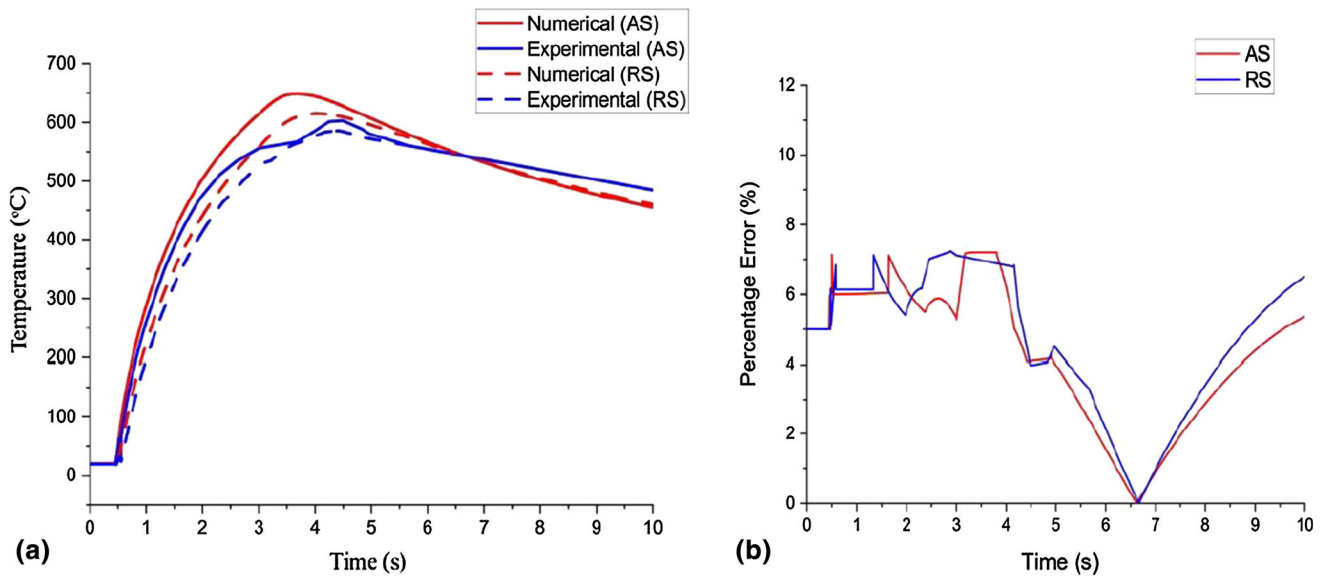 Numerical (AS)
Experimental (AS)
Numerical (RS)
Experimental (RS)
700
600
500
400
300
200
100
0
Temperature (°C)
0 1 2 3 4 5 6 7 8 9 10
Time (s)
(a)
AS
RS
12
10
8
6
4
2
0
Percentage Error (%)
0 1 2 3 4 5 6 7 8 9 10
Time (s)
(b)